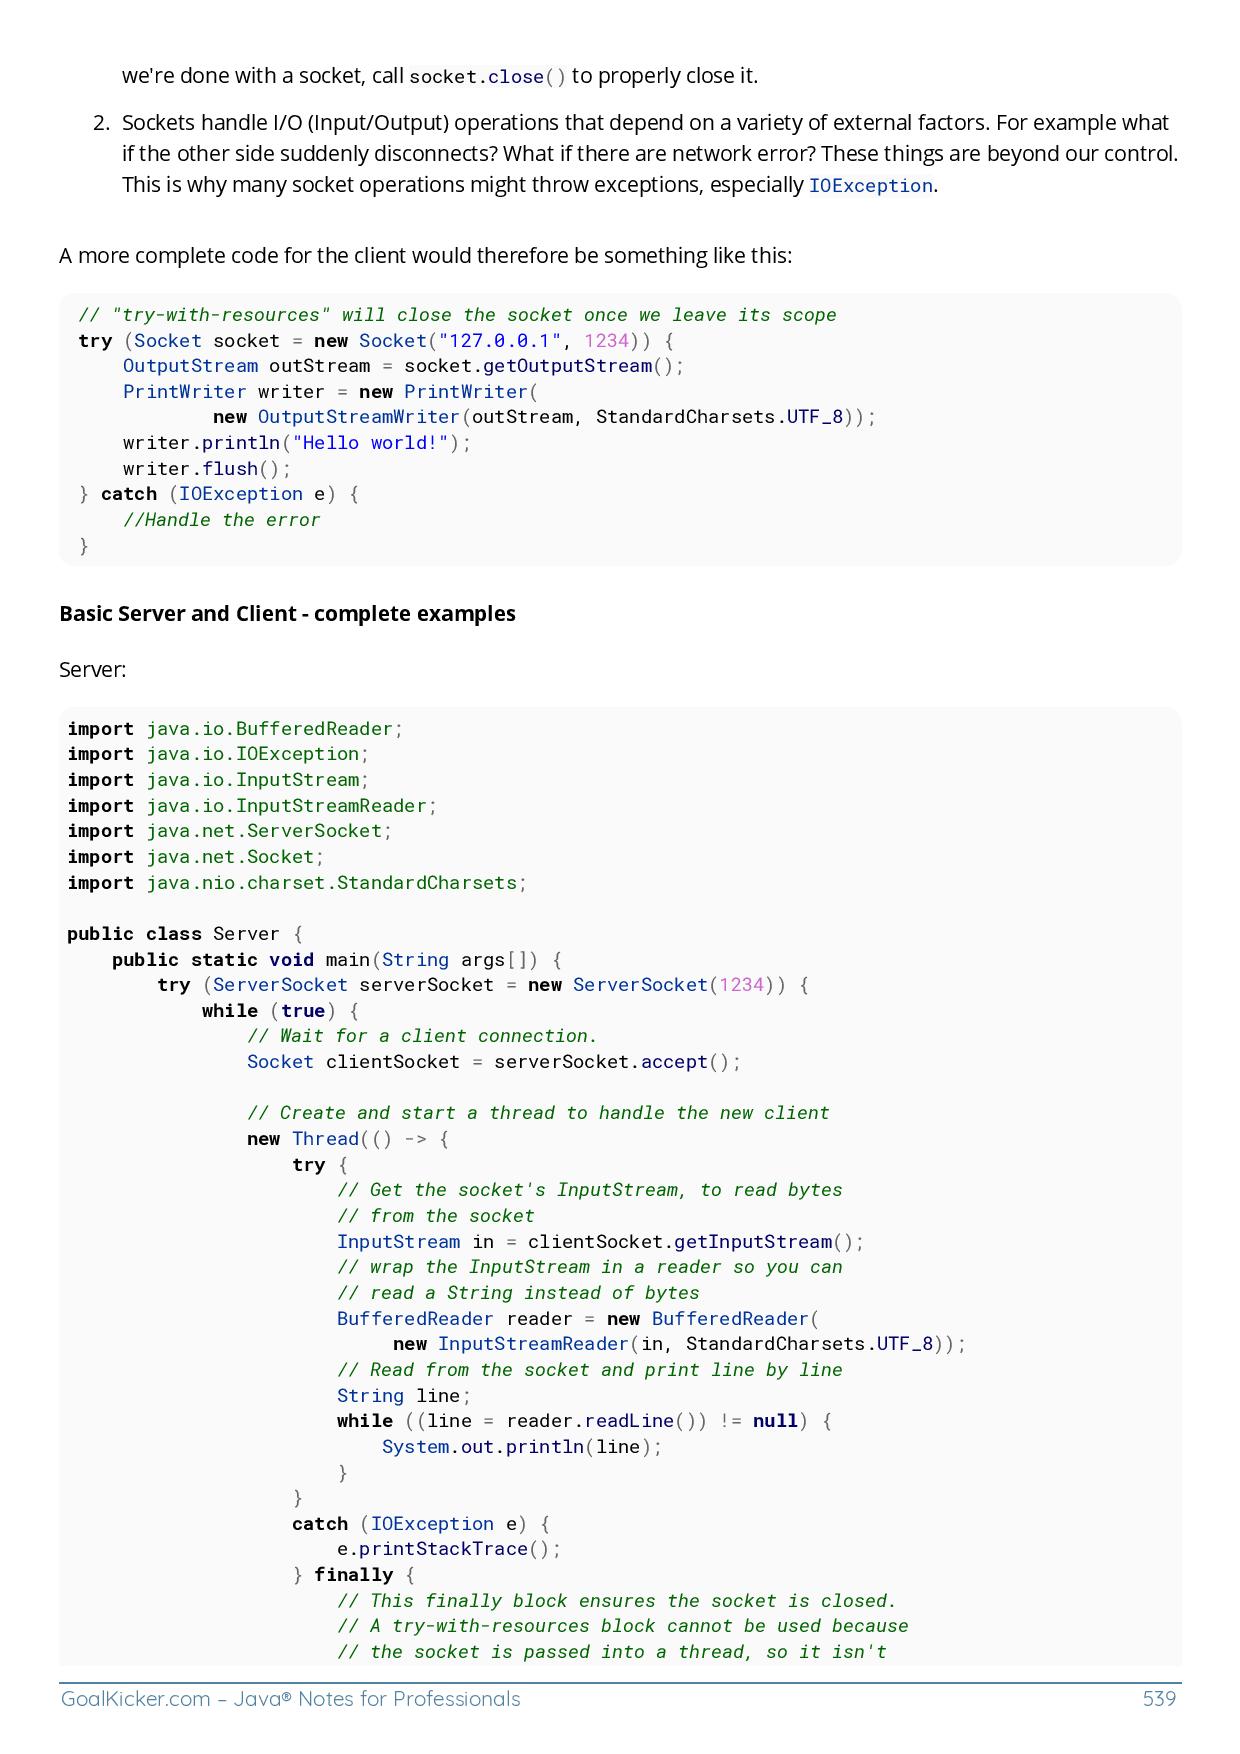 we're done with a socket, call socket.close() to properly close it.
2. Sockets handle I/O (Input/Output) operations that depend on a variety of external factors. For example what
if the other side suddenly disconnects? What if there are network error? These things are beyond our control.
This is why many socket operations might throw exceptions, especially IOException.
A more complete code for the client would therefore be something like this:
// "try-with-resources" will close the socket once we leave its scope
try (Socket socket = new Socket("127.0.0.1", 1234)) {
    OutputStream outStream = socket.getOutputStream();
    PrintWriter writer = new PrintWriter(
            new OutputStreamWriter(outStream, StandardCharsets.UTF_8));
    writer.println("Hello world!");
    writer.flush();
} catch (IOException e) {
    //Handle the error
}
Basic Server and Client - complete examples
Server:
import java.io.BufferedReader;
import java.io.IOException;
import java.io.InputStream;
import java.io.InputStreamReader;
import java.net.ServerSocket;
import java.net.Socket;
import java.nio.charset.StandardCharsets;
public class Server {
    public static void main(String args[]) {
        try (ServerSocket serverSocket = new ServerSocket(1234)) {
            while (true) {
                // Wait for a client connection.
                Socket clientSocket = serverSocket.accept();
                // Create and start a thread to handle the new client
                new Thread(() -> {
                    try {
                        // Get the socket's InputStream, to read bytes
                        // from the socket
                        InputStream in = clientSocket.getInputStream();
                        // wrap the InputStream in a reader so you can
                        // read a String instead of bytes
                        BufferedReader reader = new BufferedReader(
                             new InputStreamReader(in, StandardCharsets.UTF_8));
                        // Read from the socket and print line by line
                        String line;
                        while ((line = reader.readLine()) != null) {
                            System.out.println(line);
                        }
                    }
                    catch (IOException e) {
                        e.printStackTrace();
                    } finally {
                        // This finally block ensures the socket is closed.
                        // A try-with-resources block cannot be used because
                        // the socket is passed into a thread, so it isn't
GoalKicker.com – Java® Notes for Professionals 539